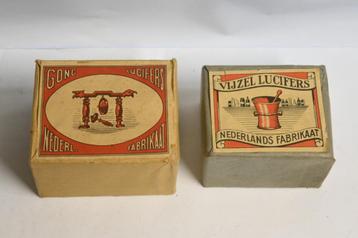 GONG LUCIFERS
NEDERL. FABRIKAAT
VIJZEL LUCIFERS
NEDERLANDS FABRIKAAT